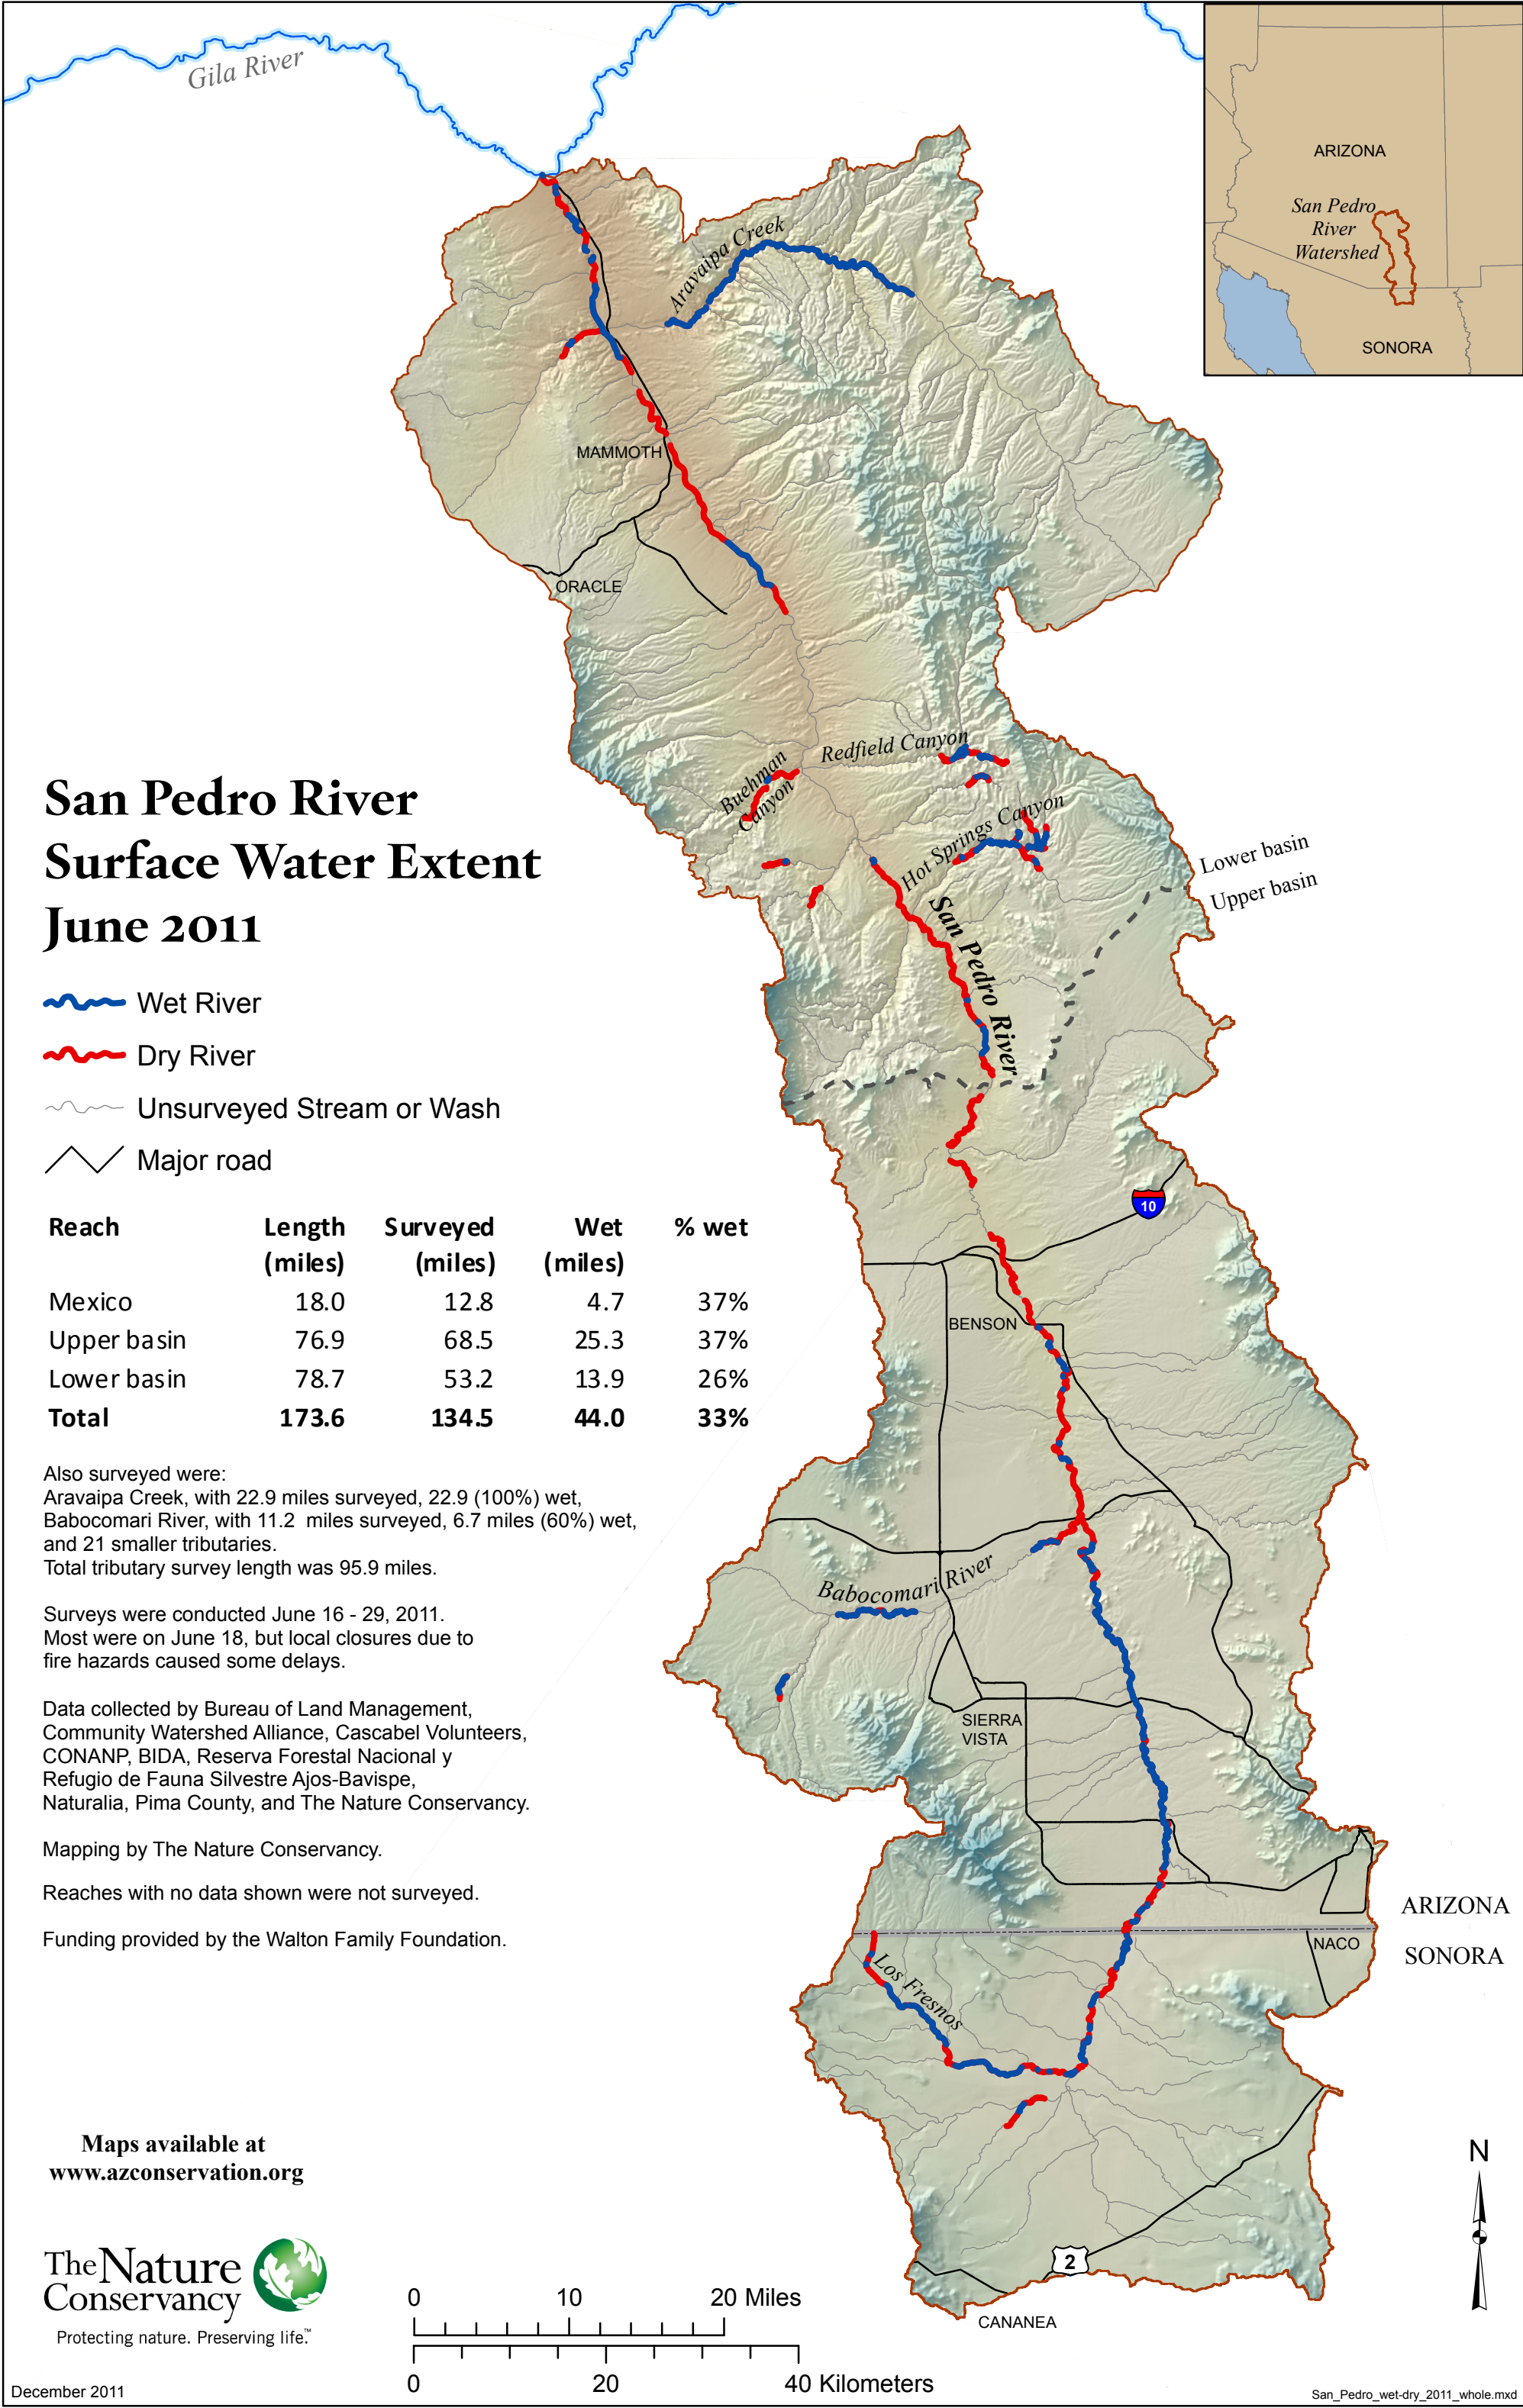 Gila River
ARIZONA
San Pedro
River
Watershed
SONORA
Aravaipa Creek
MAMMOTH
ORACLE
Redfield Canyon
Buehman
Canyon
Hot Springs Canyon
Lower basin
Upper basin
San Pedro River
San Pedro River
Surface Water Extent
June 2011
Wet River
Dry River
Unsurveyed Stream or Wash
Major road
10
Reach Length Surveyed Wet % wet
(miles) (miles) (miles)
Mexico 18.0 12.8 4.7 37%
Upper basin 76.9 68.5 25.3 37%
Lower basin 78.7 53.2 13.9 26%
Total 173.6 134.5 44.0 33%
BENSON
Also surveyed were:
Aravaipa Creek, with 22.9 miles surveyed, 22.9 (100%) wet,
Babocomari River, with 11.2 miles surveyed, 6.7 miles (60%) wet,
and 21 smaller tributaries.
Total tributary survey length was 95.9 miles.
Babocomari River
Surveys were conducted June 16 - 29, 2011.
Most were on June 18, but local closures due to
fire hazards caused some delays.
SIERRA
VISTA
Data collected by Bureau of Land Management,
Community Watershed Alliance, Cascabel Volunteers,
CONANP, BIDA, Reserva Forestal Nacional y
Refugio de Fauna Silvestre Ajos-Bavispe,
Naturalia, Pima County, and The Nature Conservancy.
Mapping by The Nature Conservancy.
Reaches with no data shown were not surveyed.
Funding provided by the Walton Family Foundation.
ARIZONA
NACO
SONORA
Los Fresnos
Maps available at
www.azconservation.org
N
2
The Nature
Conservancy
Protecting nature. Preserving life.™
0 10 20 Miles
0 20 40 Kilometers
CANANEA
December 2011
San_Pedro_wet-dry_2011_whole.mxd